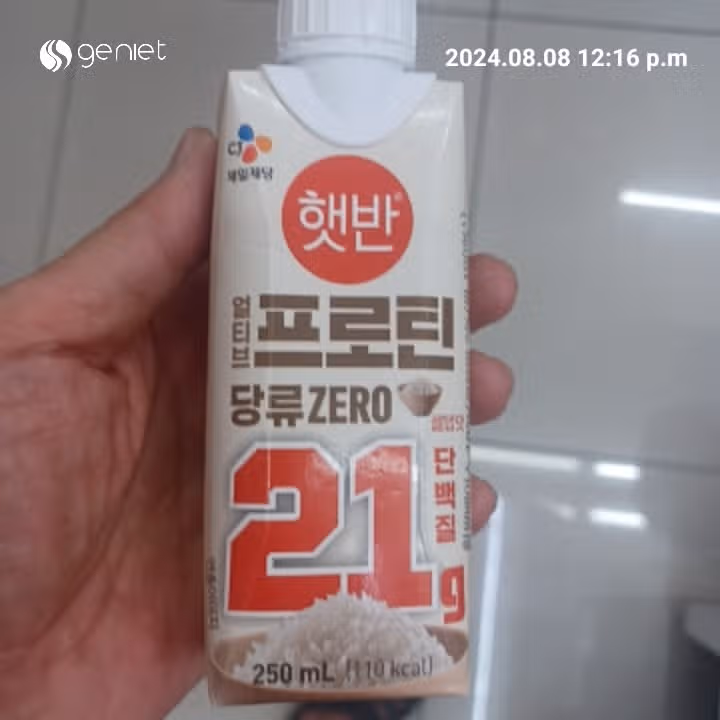 geniet
2024.08.08 12:16 p.m
CJ
제일제당
햇반®
얼티브
프로틴
당류ZERO
쌀밥맛
단백질
21g
250 mL (110 kcal)